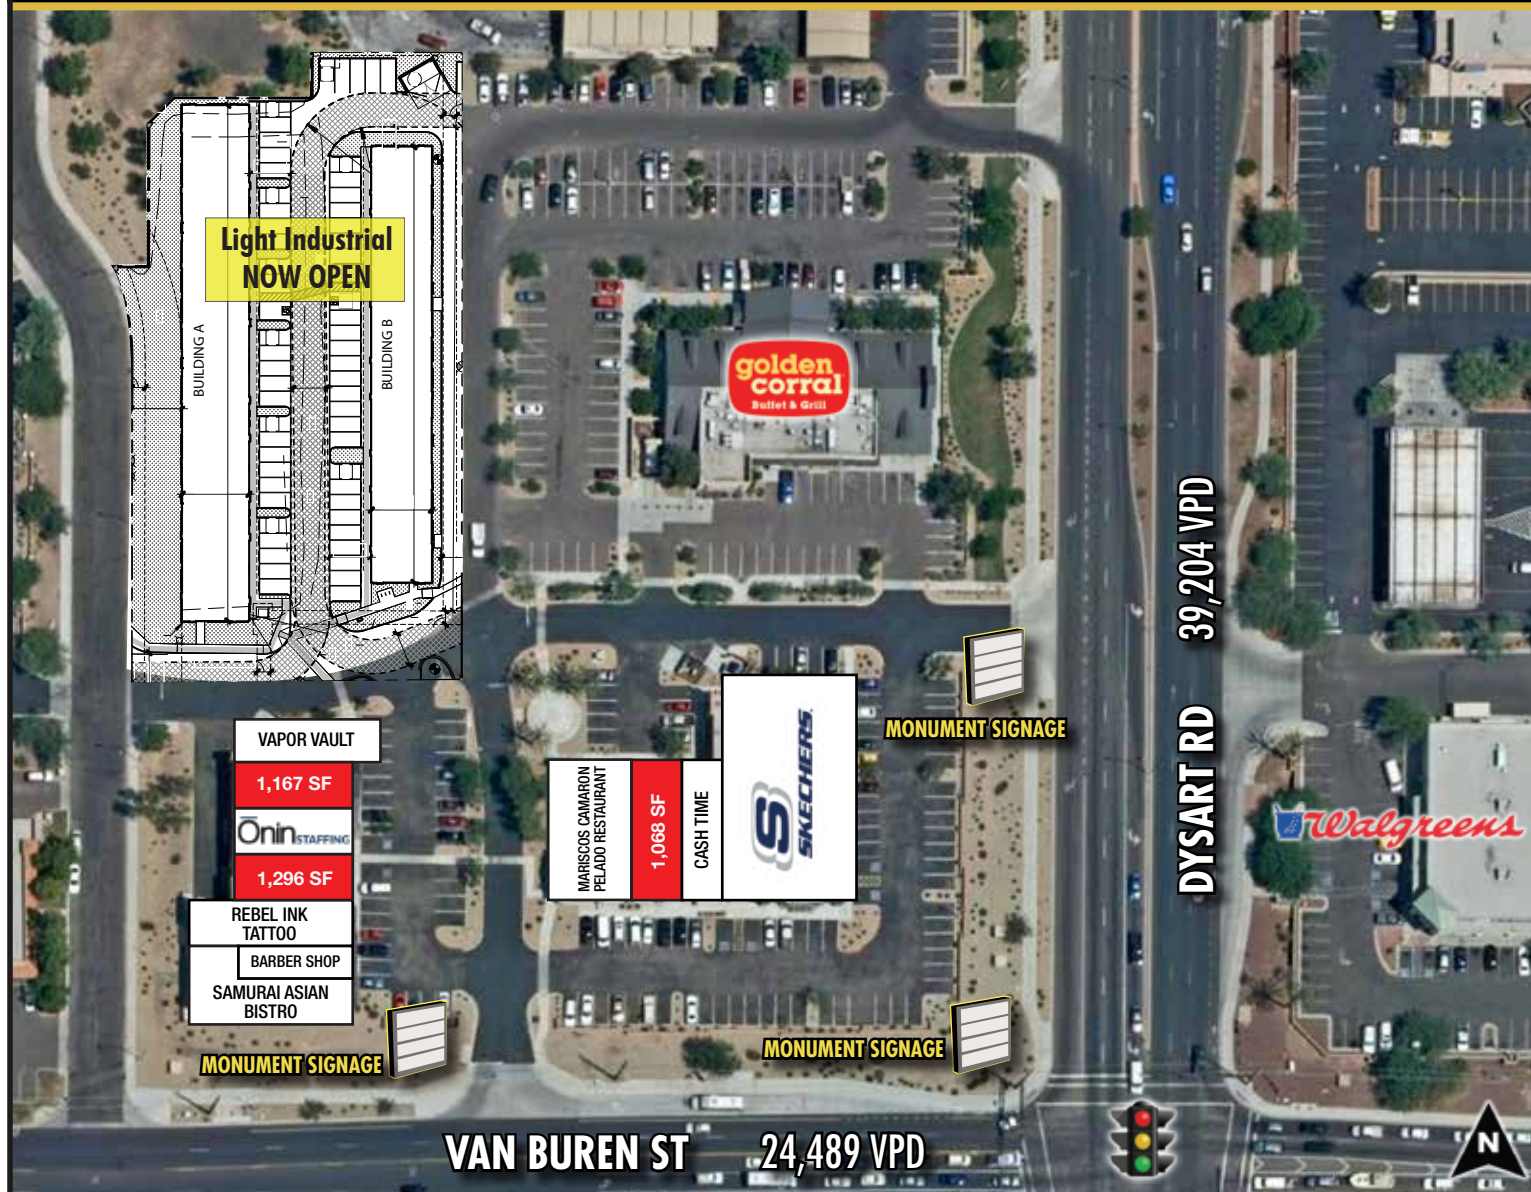 Light Industrial
NOW OPEN
BUILDING A
BUILDING B
golden
corral
Buffet & Grill
39,204 VPD
DYSART RD
MONUMENT SIGNAGE
VAPOR VAULT
1,167 SF
Ōnin STAFFING
1,296 SF
REBEL INK
TATTOO
BARBER SHOP
SAMURAI ASIAN
BISTRO
MARISCOS CAMARON
PELADO RESTAURANT
1,068 SF
CASH TIME
S
SKECHERS
Walgreens
MONUMENT SIGNAGE
MONUMENT SIGNAGE
VAN BUREN ST 24,489 VPD
N